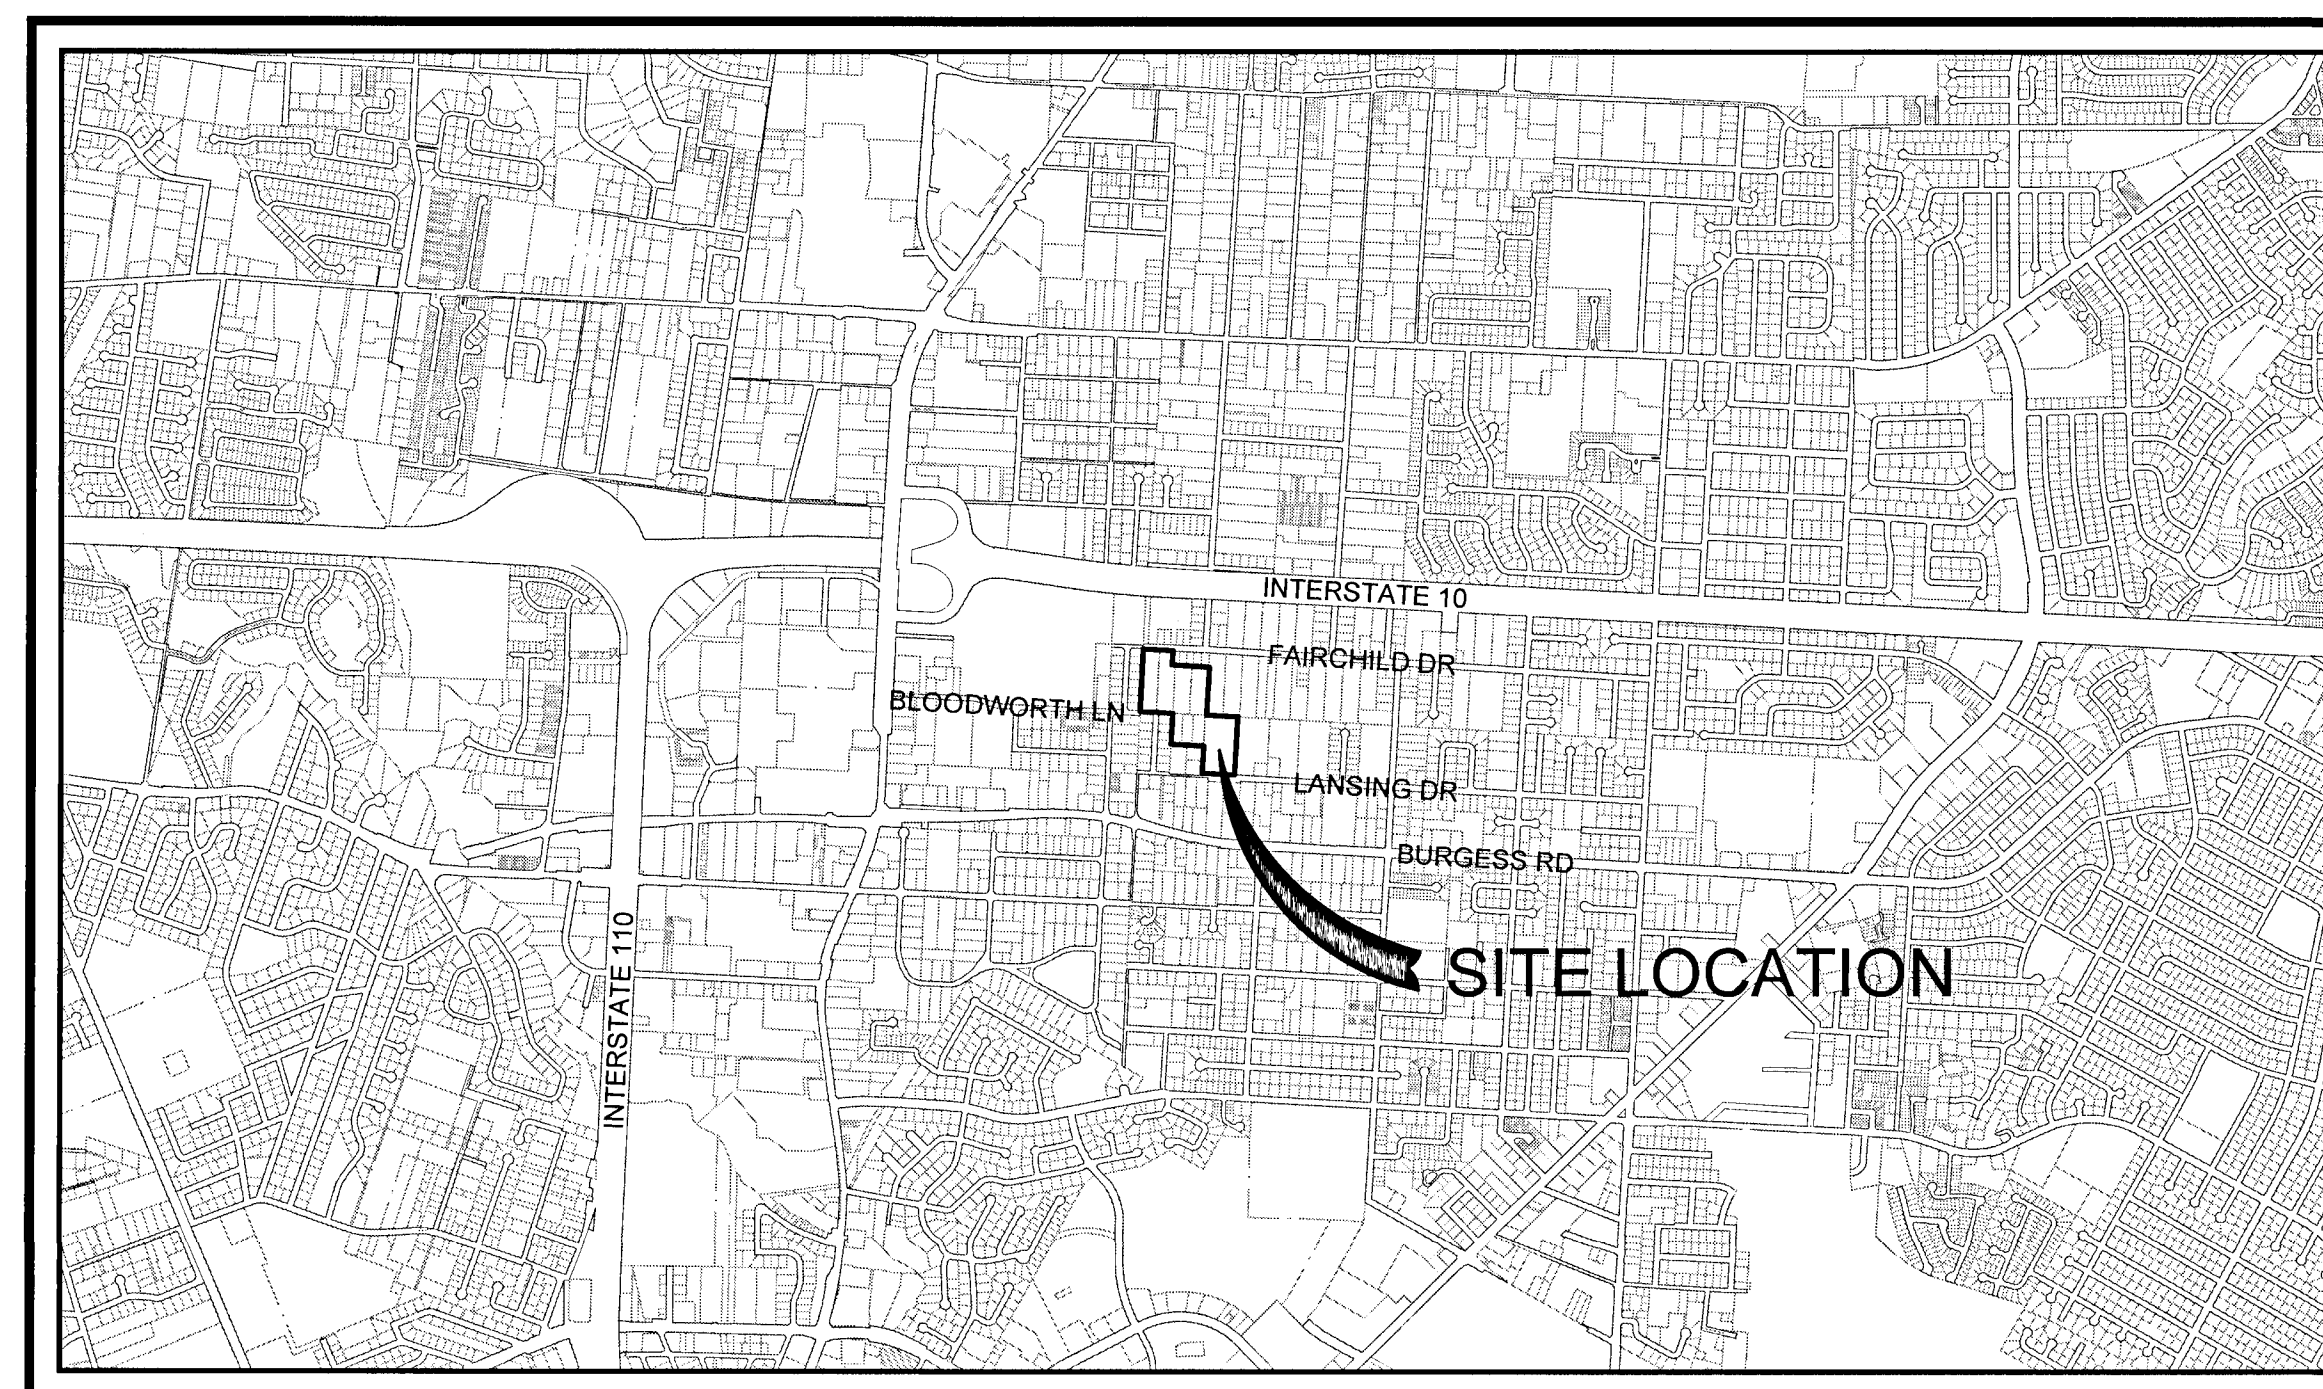 INTERSTATE 10
FAIRCHILD DR
BLOODWORTH LN
LANSING DR
BURGESS RD
INTERSTATE 110
SITE LOCATION